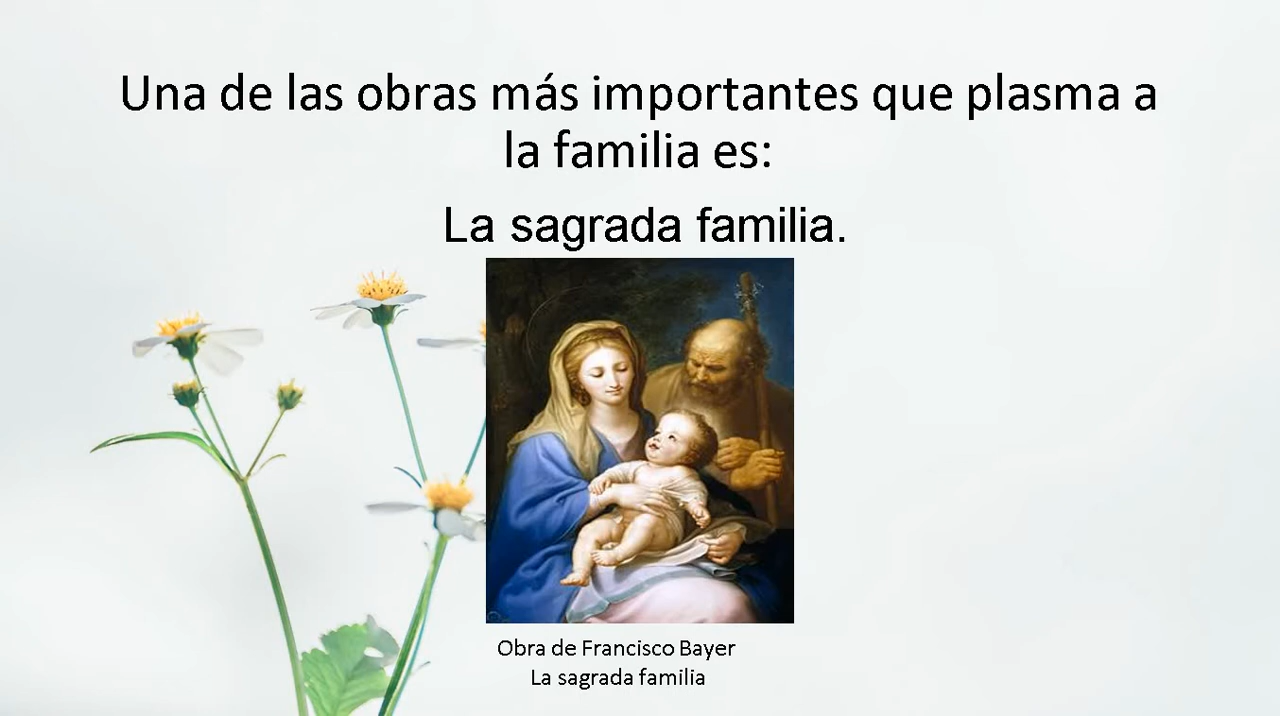 Una de las obras más importantes que plasma a
la familia es:
La sagrada familia.
Obra de Francisco Bayer
La sagrada familia